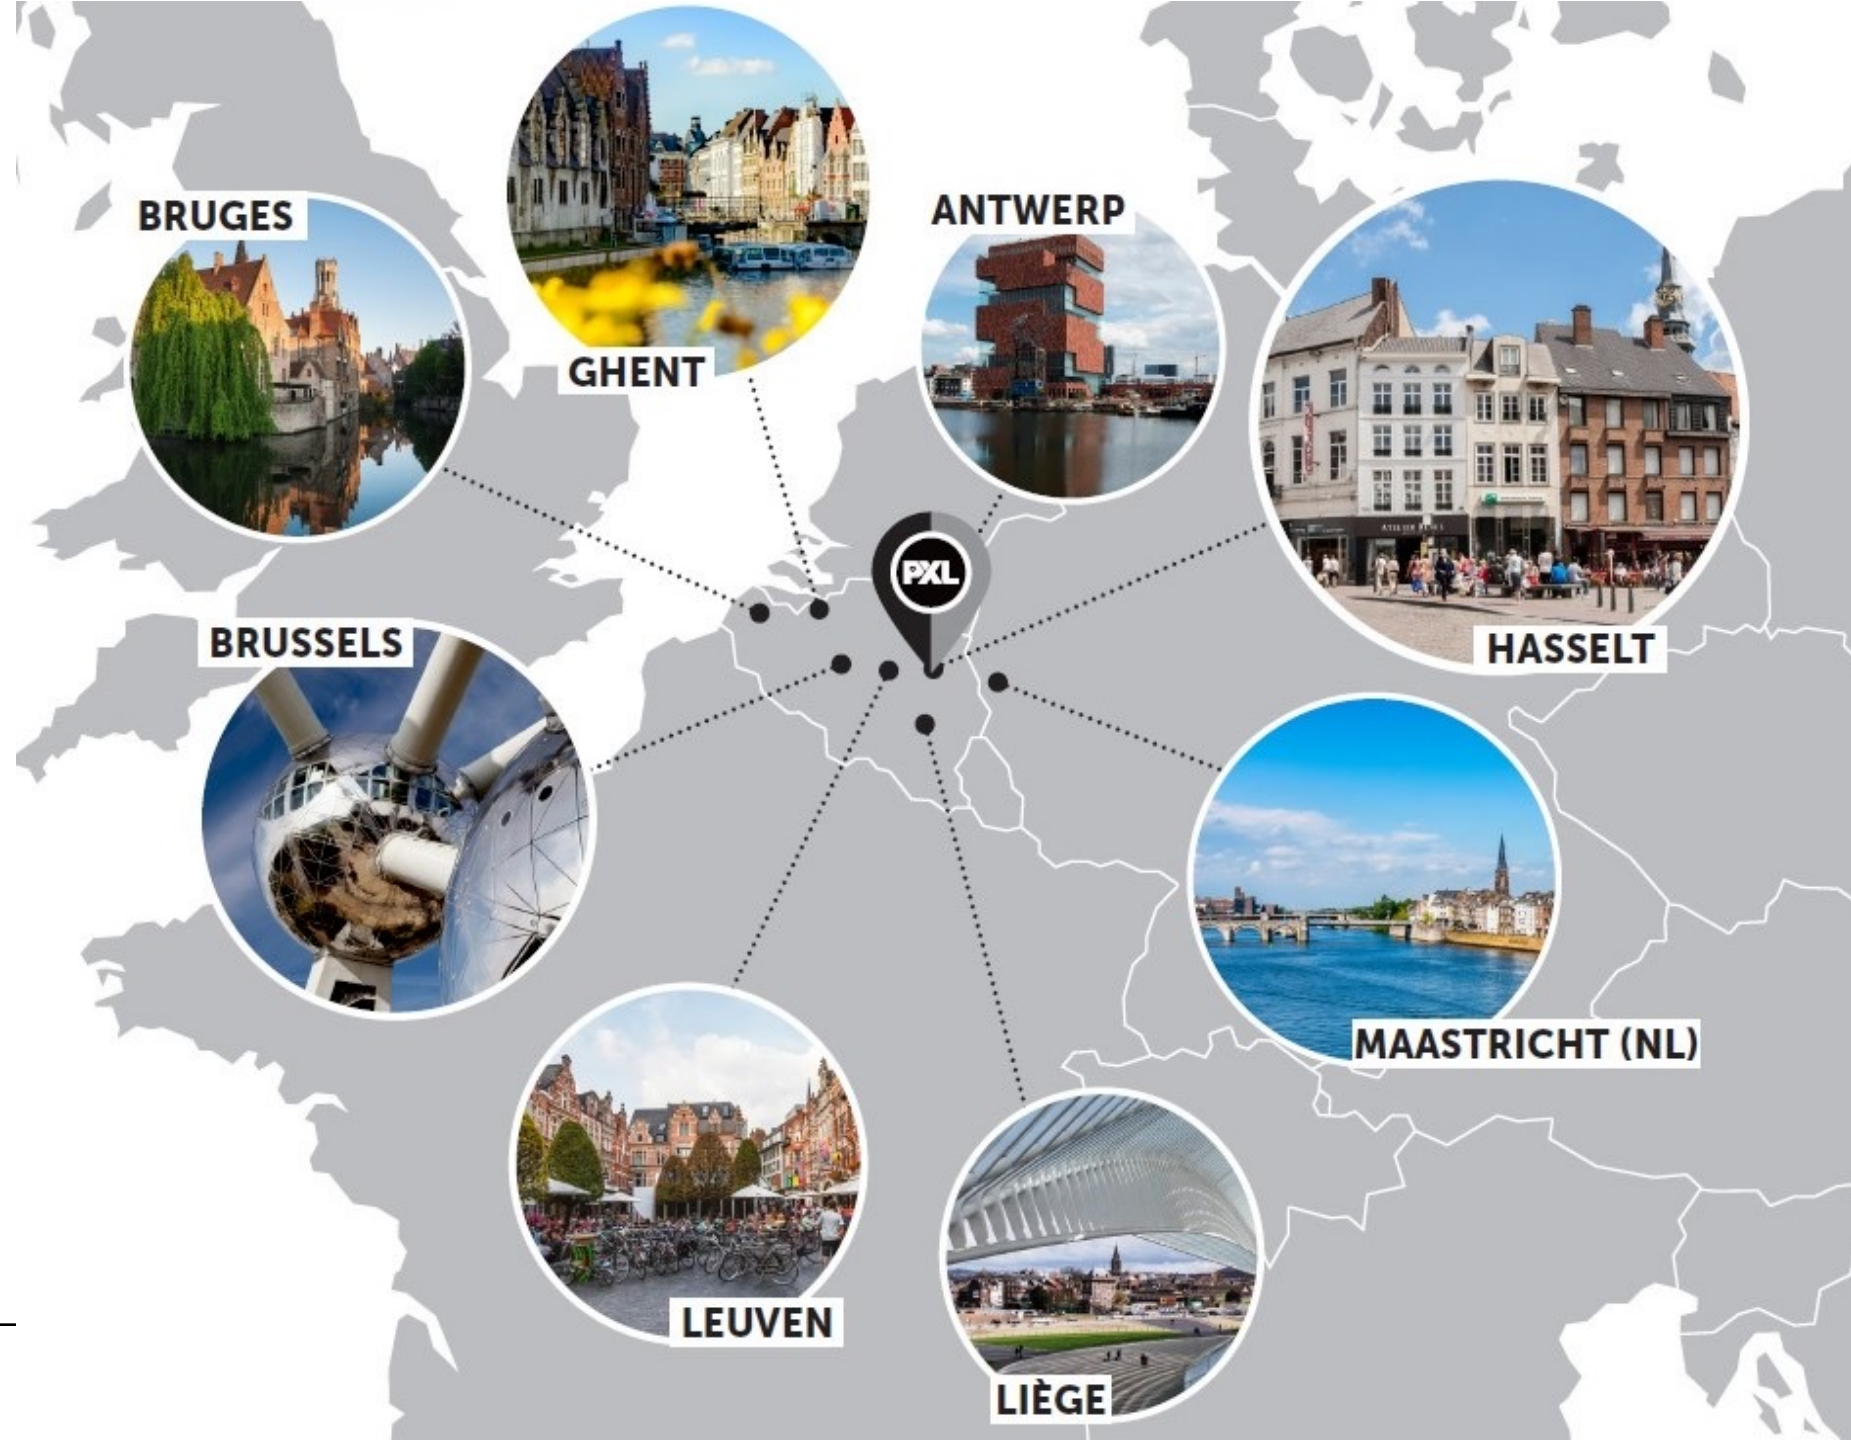 BRUGES
GHENT
ANTWERP
HASSELT
PXL
BRUSSELS
MAASTRICHT (NL)
LEUVEN
LIÈGE